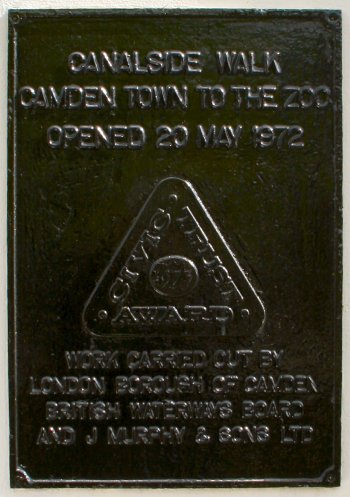 CANALSIDE WALK
CAMDEN TOWN TO THE ZOO
OPENED 20 MAY 1972
CIVIC TRUST
1973
AWARD
WORK CARRIED OUT BY
LONDON BOROUGH OF CAMDEN
BRITISH WATERWAYS BOARD
AND J MURPHY & SONS LTD